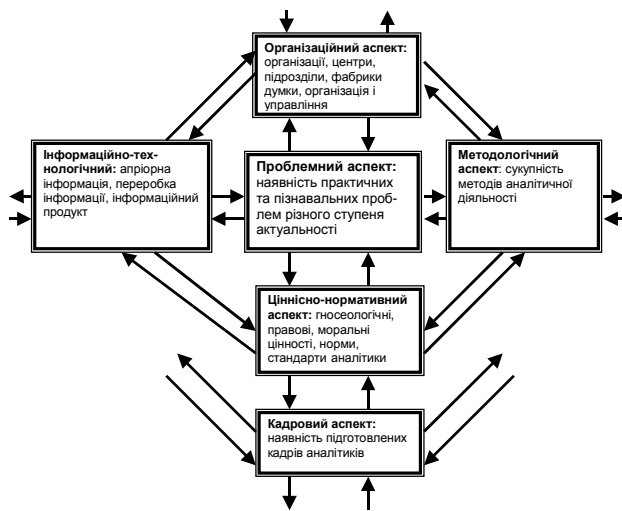 Організаційний аспект:
організації, центри,
підрозділи, фабрики
думки, організація і
управління
Інформаційно-тех-
нологічний: апріорна
інформація, переробка
інформації, інформаційний
продукт
Проблемний аспект:
наявність практичних
та пізнавальних проб-
лем різного ступеня
актуальності
Методологічний
аспект: сукупність
методів аналітичної
діяльності
Ціннісно-нормативний
аспект: гносеологічні,
правові, моральні
цінності, норми,
стандарти аналітики
Кадровий аспект:
наявність підготовлених
кадрів аналітиків